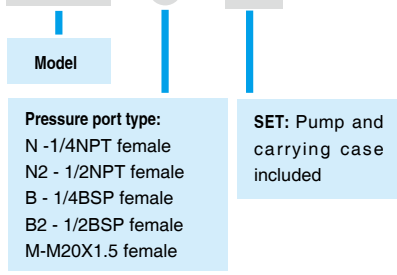 Model
Pressure port type:
N -1/4NPT female
N2 - 1/2NPT female
B - 1/4BSP female
B2 - 1/2BSP female
M-M20X1.5 female
SET: Pump and
carrying case
included